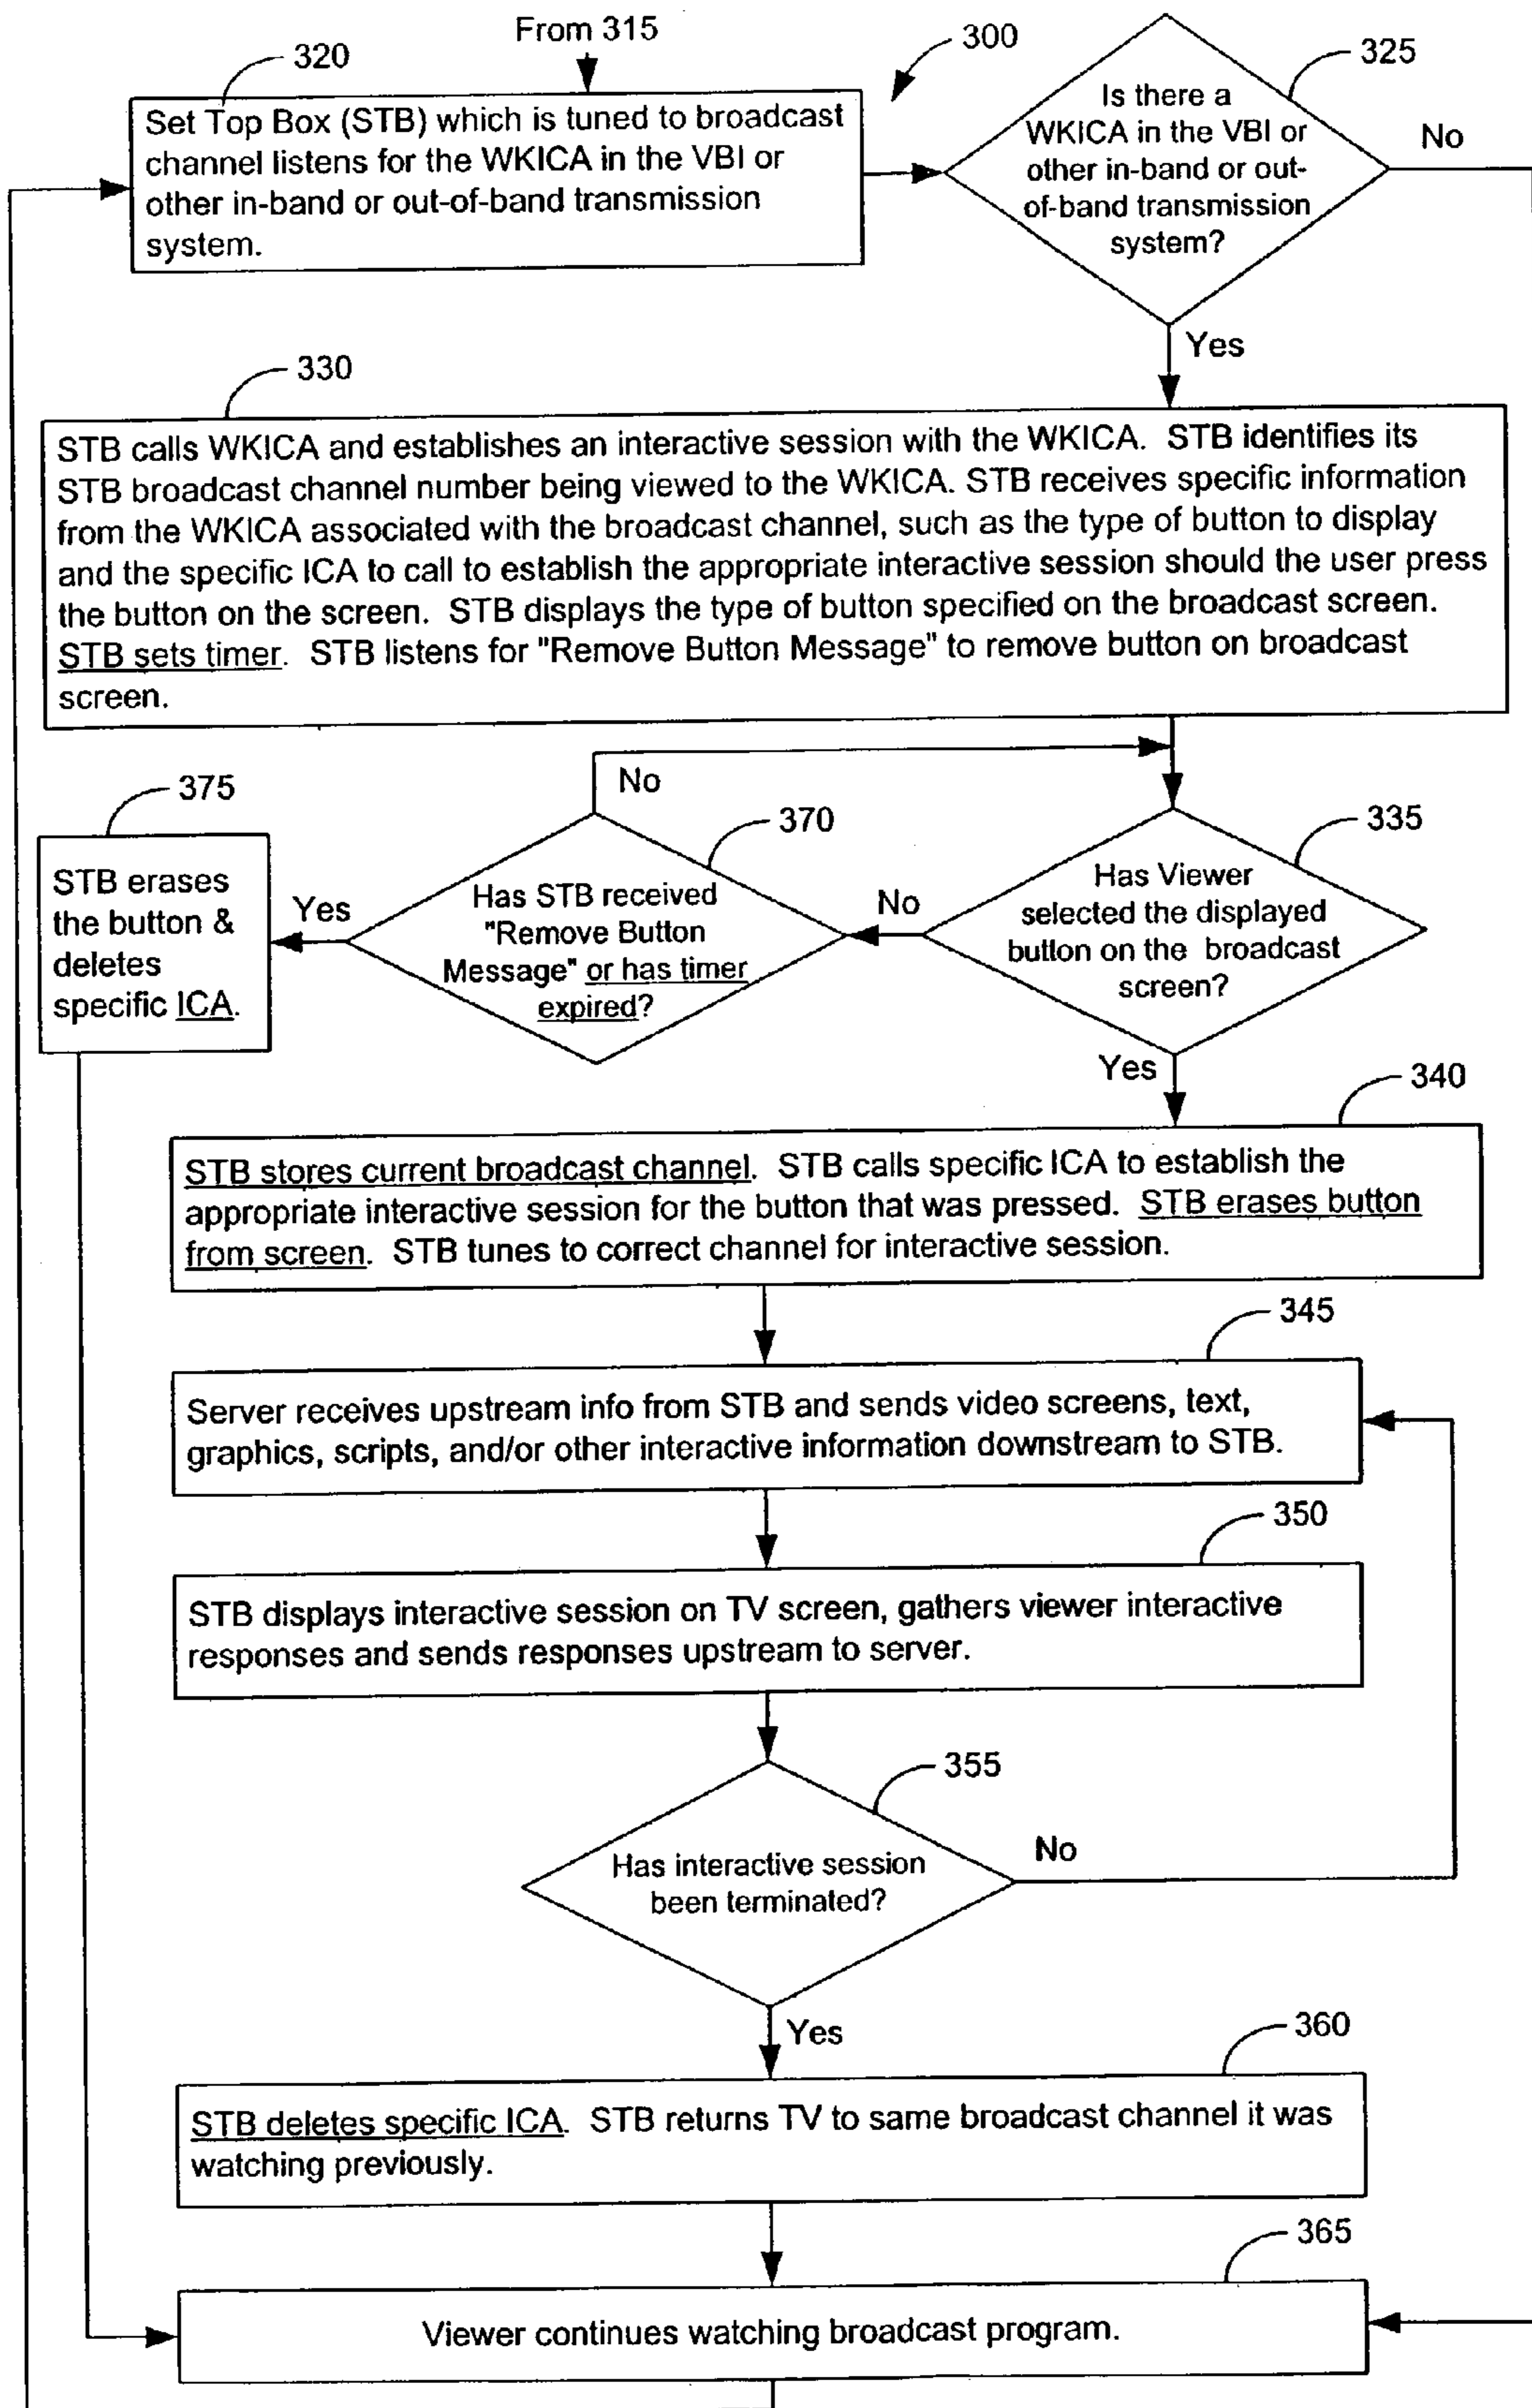 From 315
300
320
Set Top Box (STB) which is tuned to broadcast
channel listens for the WKICA in the VBI or
other in-band or out-of-band transmission
system.
325
Is there a
WKICA in the VBI or
other in-band or out-
of-band transmission
system?
No
Yes
330
STB calls WKICA and establishes an interactive session with the WKICA. STB identifies its
STB broadcast channel number being viewed to the WKICA. STB receives specific information
from the WKICA associated with the broadcast channel, such as the type of button to display
and the specific ICA to call to establish the appropriate interactive session should the user press
the button on the screen. STB displays the type of button specified on the broadcast screen.
STB sets timer. STB listens for "Remove Button Message" to remove button on broadcast
screen.
335
Has Viewer
selected the displayed
button on the broadcast
screen?
No
Yes
370
Has STB received
"Remove Button
Message" or has timer
expired?
No
Yes
375
STB erases
the button &
deletes
specific ICA.
340
STB stores current broadcast channel. STB calls specific ICA to establish the
appropriate interactive session for the button that was pressed. STB erases button
from screen. STB tunes to correct channel for interactive session.
345
Server receives upstream info from STB and sends video screens, text,
graphics, scripts, and/or other interactive information downstream to STB.
350
STB displays interactive session on TV screen, gathers viewer interactive
responses and sends responses upstream to server.
355
Has interactive session
been terminated?
No
Yes
360
STB deletes specific ICA. STB returns TV to same broadcast channel it was
watching previously.
365
Viewer continues watching broadcast program.